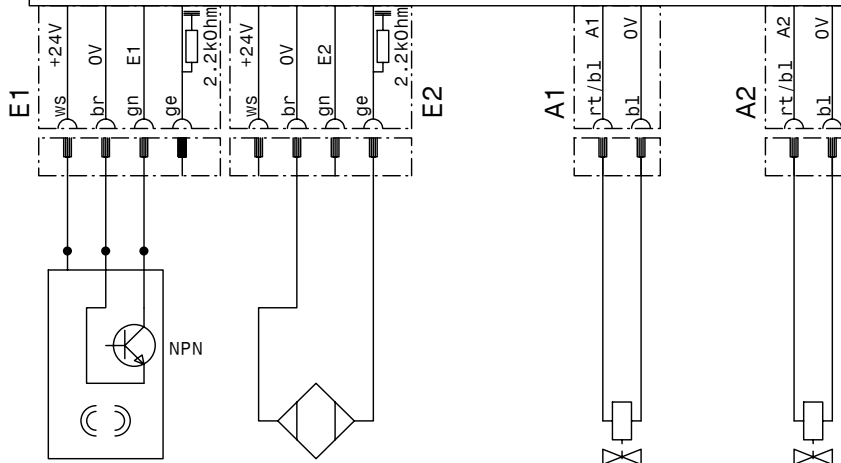 E1
+24V
0V
E1
2.2kOhm
ws
br
gn
ge
+24V
0V
E2
2.2kOhm
ws
br
gn
ge
E2
A1
A1
0V
rt/bl
bl
A2
A2
0V
rt/bl
bl
NPN